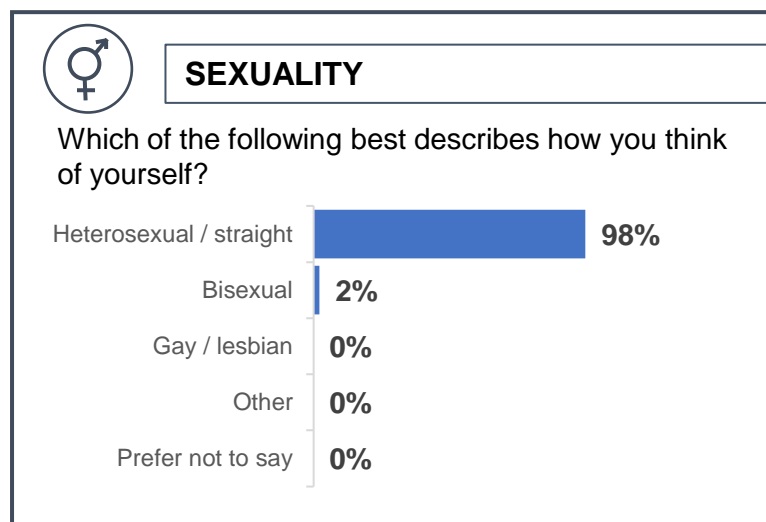 SEXUALITY
Which of the following best describes how you think
of yourself?
Heterosexual / straight 98%
Bisexual 2%
Gay / lesbian 0%
Other 0%
Prefer not to say 0%